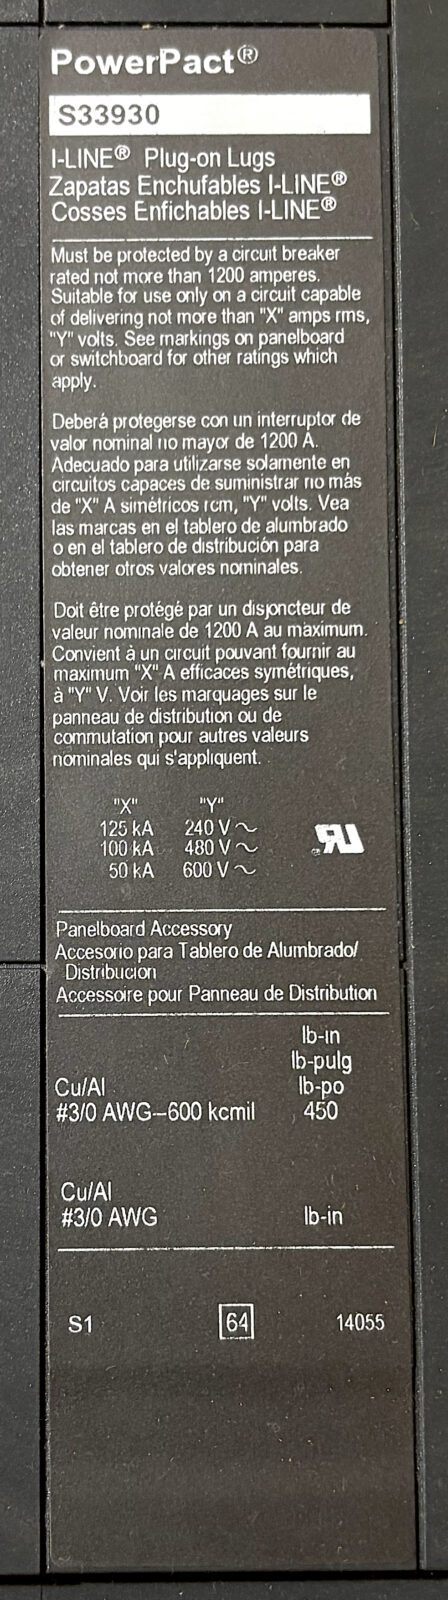 PowerPact®
S33930
I-LINE® Plug-on Lugs
Zapatas Enchufables I-LINE®
Cosses Enfichables I-LINE®
Must be protected by a circuit breaker
rated not more than 1200 amperes.
Suitable for use only on a circuit capable
of delivering not more than "X" amps rms,
"Y" volts. See markings on panelboard
or switchboard for other ratings which
apply.
Deberá protegerse con un interruptor de
valor nominal no mayor de 1200 A.
Adecuado para utilizarse solamente en
circuitos capaces de suministrar no más
de "X" A simétricos rcm, "Y" volts. Vea
las marcas en el tablero de alumbrado
o en el tablero de distribución para
obtener otros valores nominales.
Doit être protégé par un disjoncteur de
valeur nominale de 1200 A au maximum.
Convient à un circuit pouvant fournir au
maximum "X" A efficaces symétriques,
à "Y" V. Voir les marquages sur le
panneau de distribution ou de
commutation pour autres valeurs
nominales qui s'appliquent.
"X" "Y"
125 kA 240 V ~
100 kA 480 V ~
50 kA 600 V ~
Panelboard Accessory
Accesorio para Tablero de Alumbrado/
Distribucion
Accessoire pour Panneau de Distribution
lb-in
lb-pulg
Cu/Al lb-po
#3/0 AWG–600 kcmil 450
Cu/Al
#3/0 AWG lb-in
S1 64 14055